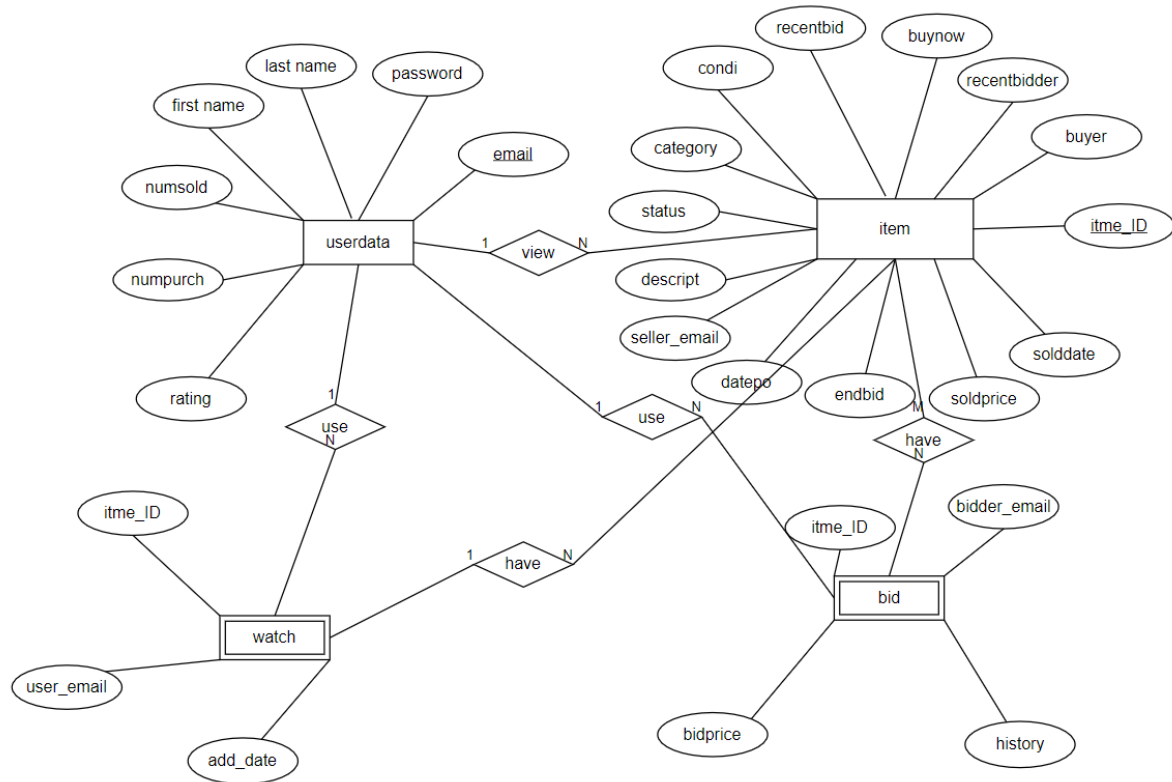 recentbid
buynow
last name
password
condi
recentbidder
first name
buyer
category
email
numsold
status
itme_ID
userdata
item
1
view
N
numpurch
descript
seller_email
solddate
rating
datepo
endbid
soldprice
1
use
N
1
use
N
M
have
N
itme_ID
itme_ID
bidder_email
1
have
N
bid
watch
user_email
bidprice
history
add_date